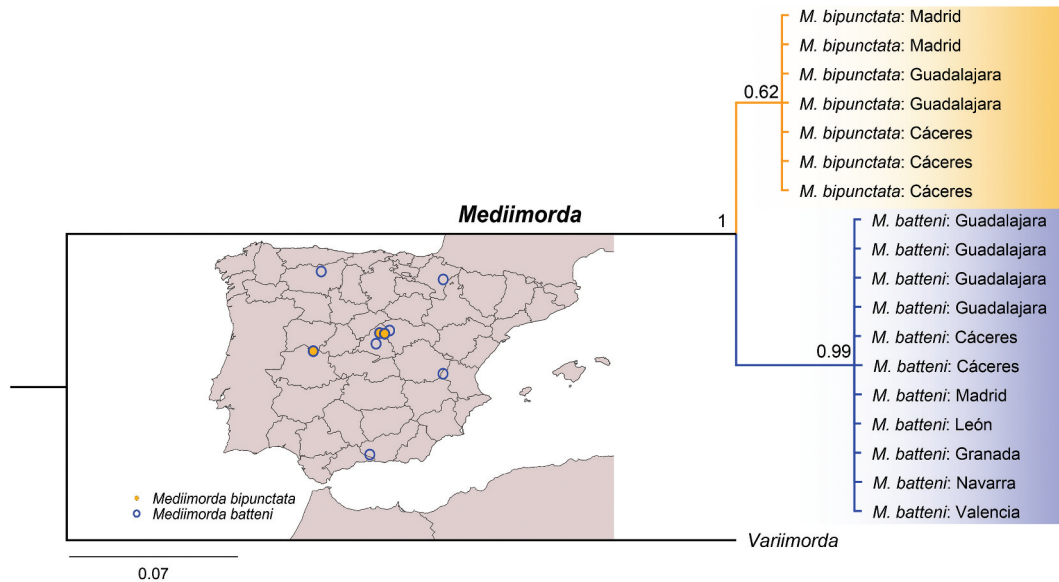 M. bipunctata: Madrid
M. bipunctata: Madrid
M. bipunctata: Guadalajara
0.62
M. bipunctata: Guadalajara
M. bipunctata: Cáceres
M. bipunctata: Cáceres
M. bipunctata: Cáceres
Mediimorda
1
M. batteni: Guadalajara
M. batteni: Guadalajara
M. batteni: Guadalajara
M. batteni: Guadalajara
M. batteni: Cáceres
0.99
M. batteni: Cáceres
M. batteni: Madrid
M. batteni: León
M. batteni: Granada
M. batteni: Navarra
M. batteni: Valencia
Mediimorda bipunctata
Mediimorda batteni
Variimorda
0.07